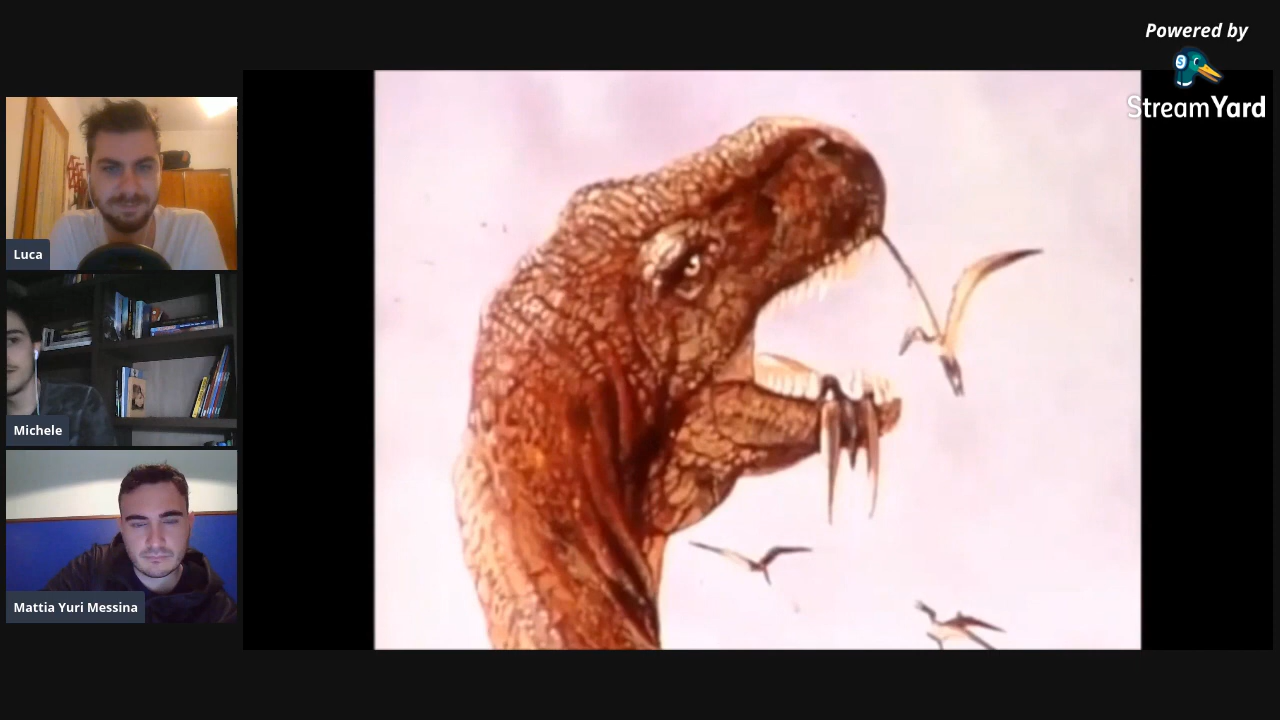 Powered by
StreamYard
Luca
Michele
Mattia Yuri Messina